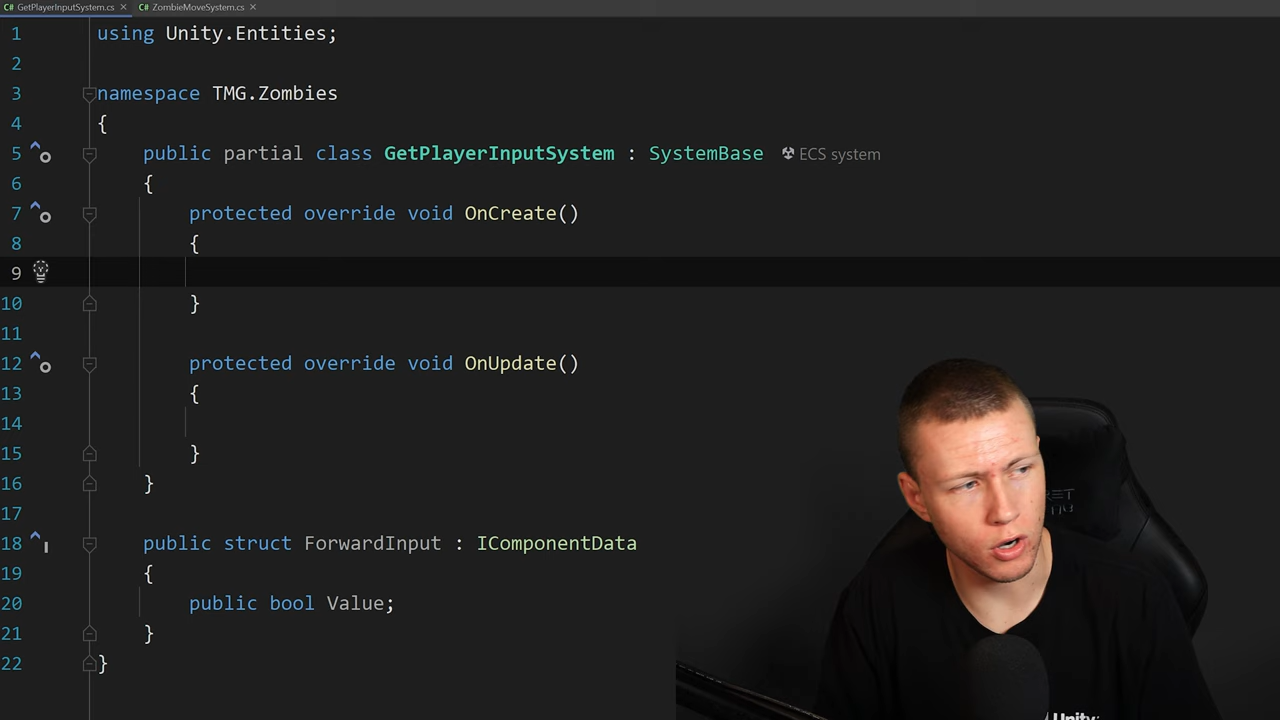 GetPlayerInputSystem.cs ZombieMoveSystem.cs
1 using Unity.Entities;
2
3 namespace TMG.Zombies
4 {
5 public partial class GetPlayerInputSystem : SystemBase ECS system
6 {
7 protected override void OnCreate()
8 {
9
10 }
11
12 protected override void OnUpdate()
13 {
14
15 }
16 }
17
18 public struct ForwardInput : IComponentData
19 {
20 public bool Value;
21 }
22 }
Unity